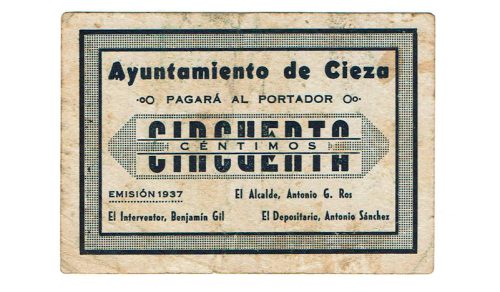 Ayuntamiento de Cieza
PAGARÁ AL PORTADOR
CINCUENTA
CÉNTIMOS
EMISIÓN 1937
El Alcalde, Antonio G. Ros
El Interventor, Benjamín Gil
El Depositario, Antonio Sánchez